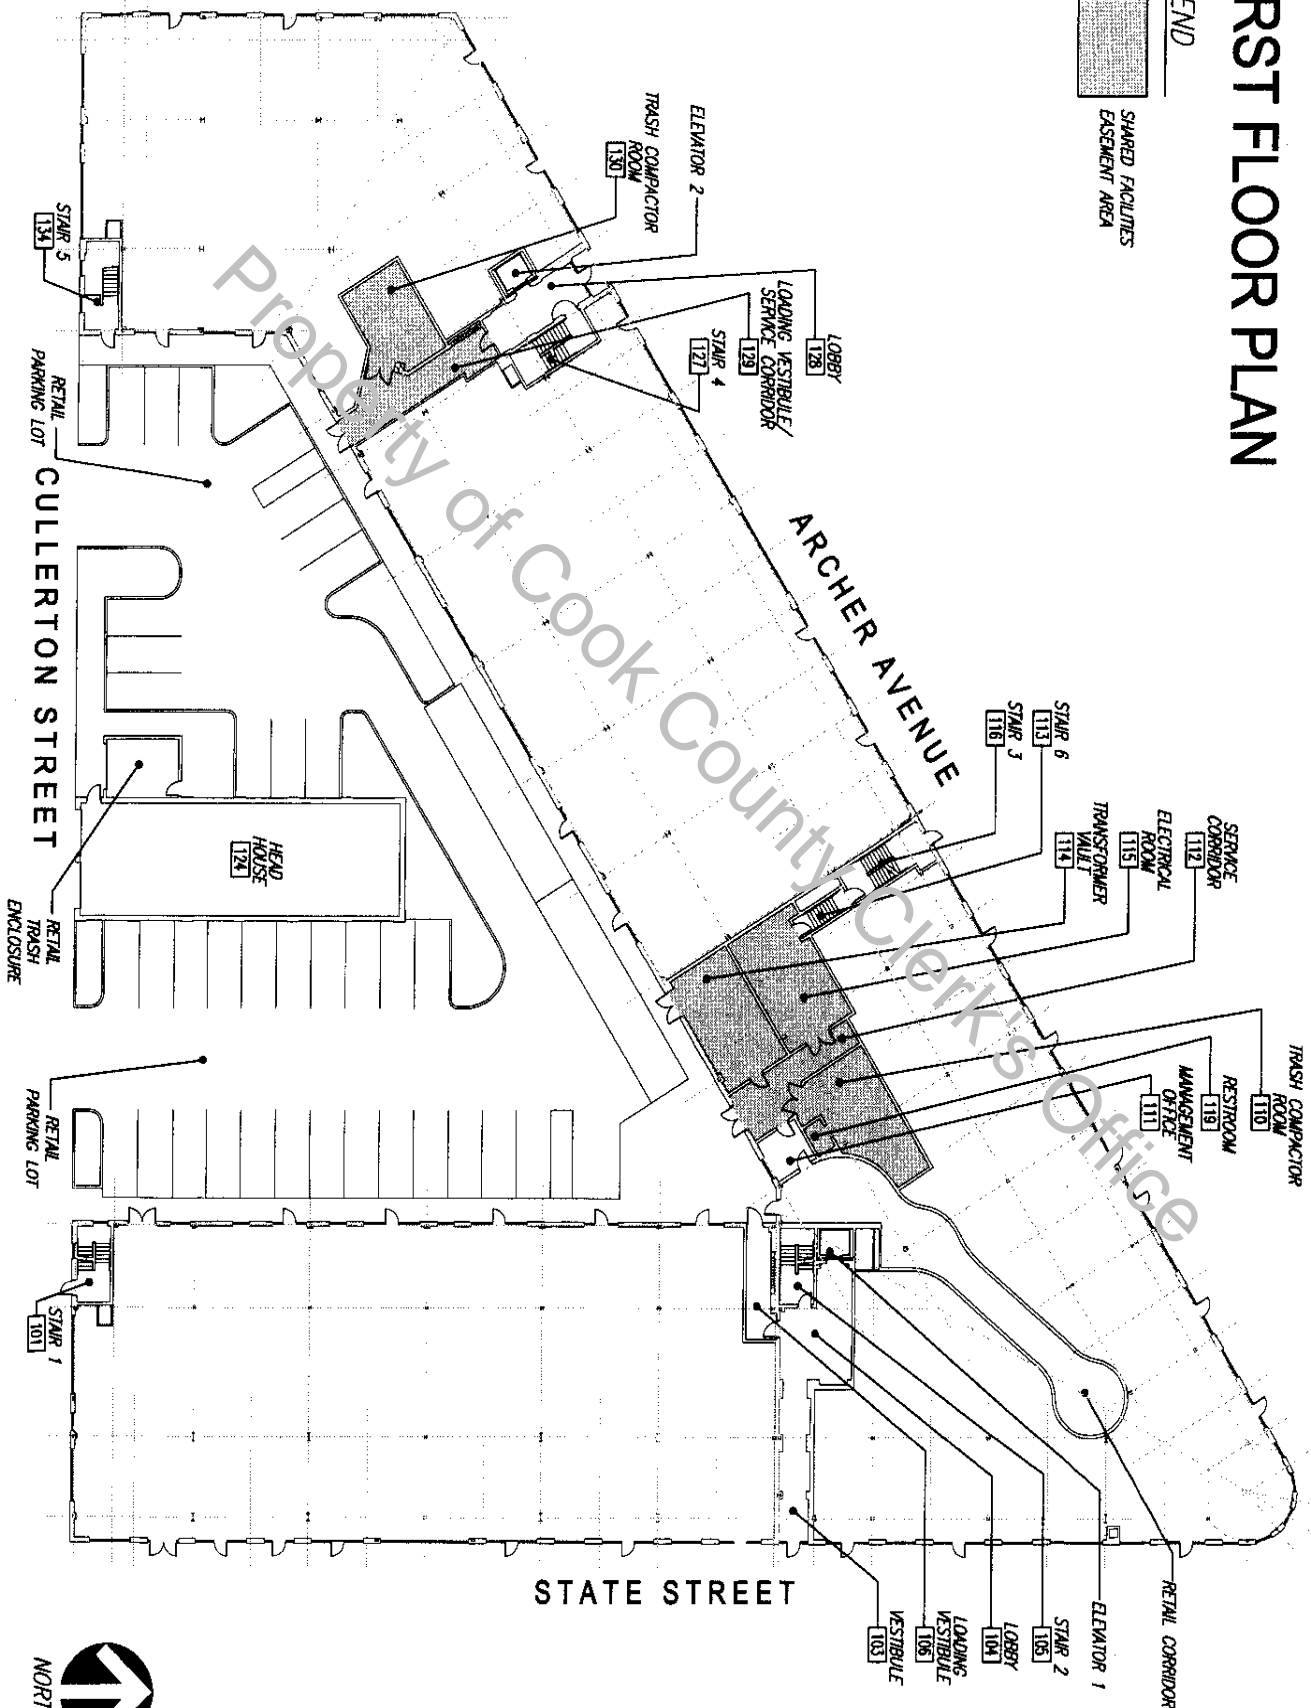 RST FLOOR PLAN
END
SHARED FACILITIES
EASEMENT AREA
ELEVATOR 2
TRASH COMPACTOR
ROOM
130
LOBBY
128
LOADING VESTIBULE/
SERVICE CORRIDOR
129
STAIR 4
127
STAIR 5
134
ARCHER AVENUE
STAIR 6
113
STAIR 3
116
SERVICE
CORRIDOR
112
ELECTRICAL
ROOM
115
TRANSFORMER
VAULT
114
TRASH COMPACTOR
ROOM
110
RESTROOM
119
MANAGEMENT
OFFICE
111
RETAIL
PARKING LOT
CULLERTON STREET
HEAD
HOUSE
124
RETAIL
TRASH
ENCLOSURE
RETAIL
PARKING LOT
STAIR 1
101
STATE STREET
RETAIL CORRIDOR
ELEVATOR 1
STAIR 2
105
LOBBY
104
LOADING
VESTIBULE
106
VESTIBULE
103
NORT
Property of Cook County Clerk's Office